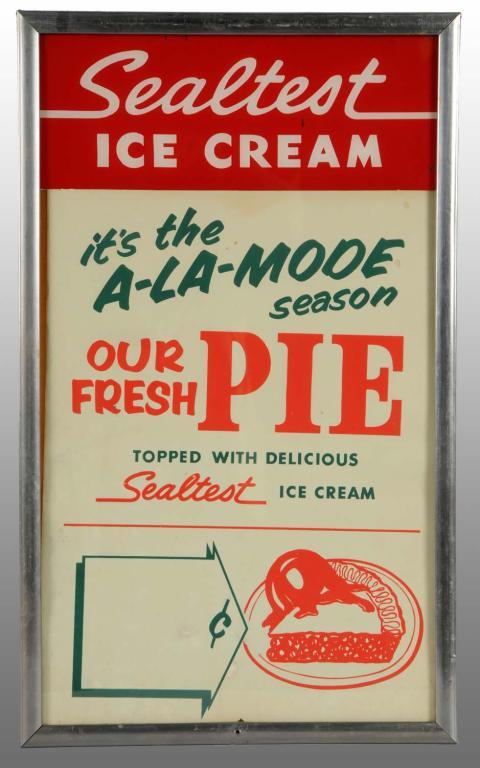 Sealtest
ICE CREAM
it's the
A-LA-MODE
season
OUR
FRESH PIE
TOPPED WITH DELICIOUS
Sealtest ICE CREAM
¢